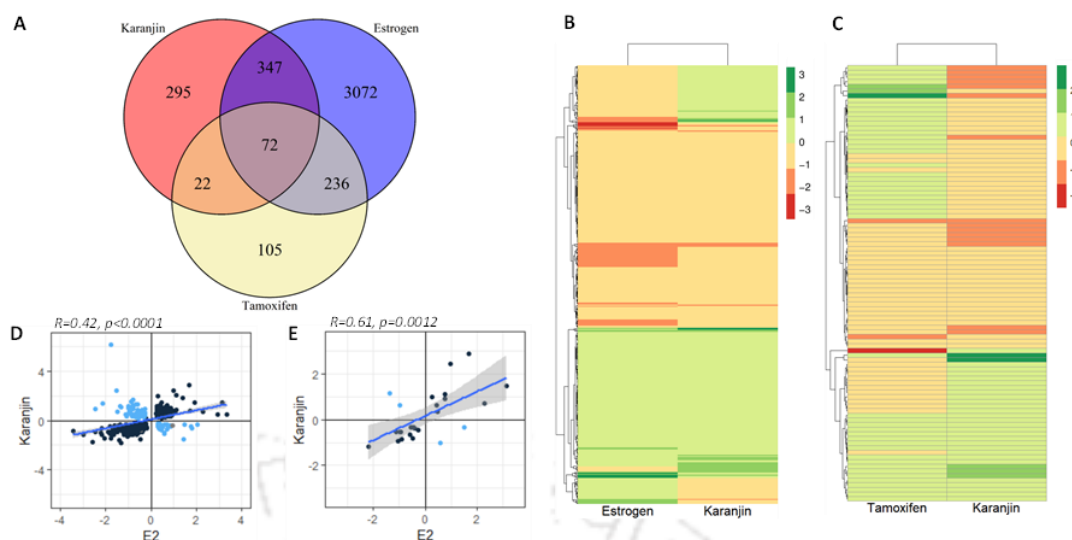 A
Karanjin
Estrogen
347
295
3072
72
22
236
105
Tamoxifen
B
3
2
1
0
−1
−2
−3
Estrogen
Karanjin
C
Tamoxifen
Karanjin
D
R=0.42, p<0.0001
Karanjin
4
0
-4
-4
-2
0
2
4
E2
E
R=0.61, p=0.0012
Karanjin
2
0
-2
-2
0
2
E2